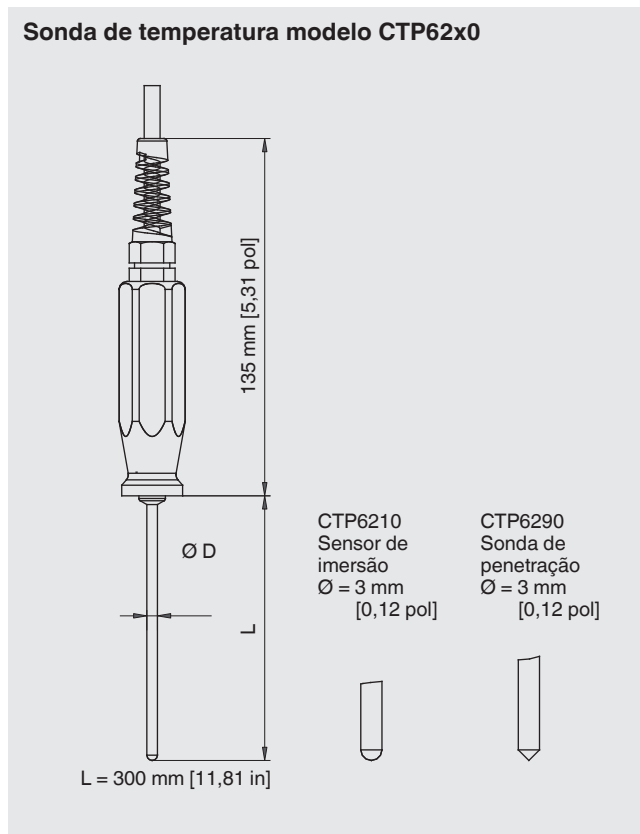 Sonda de temperatura modelo CTP62x0
135 mm [5,31 pol]
Ø D
L
L = 300 mm [11,81 in]
CTP6210
Sensor de
imersão
Ø = 3 mm
[0,12 pol]
CTP6290
Sonda de
penetração
Ø = 3 mm
[0,12 pol]